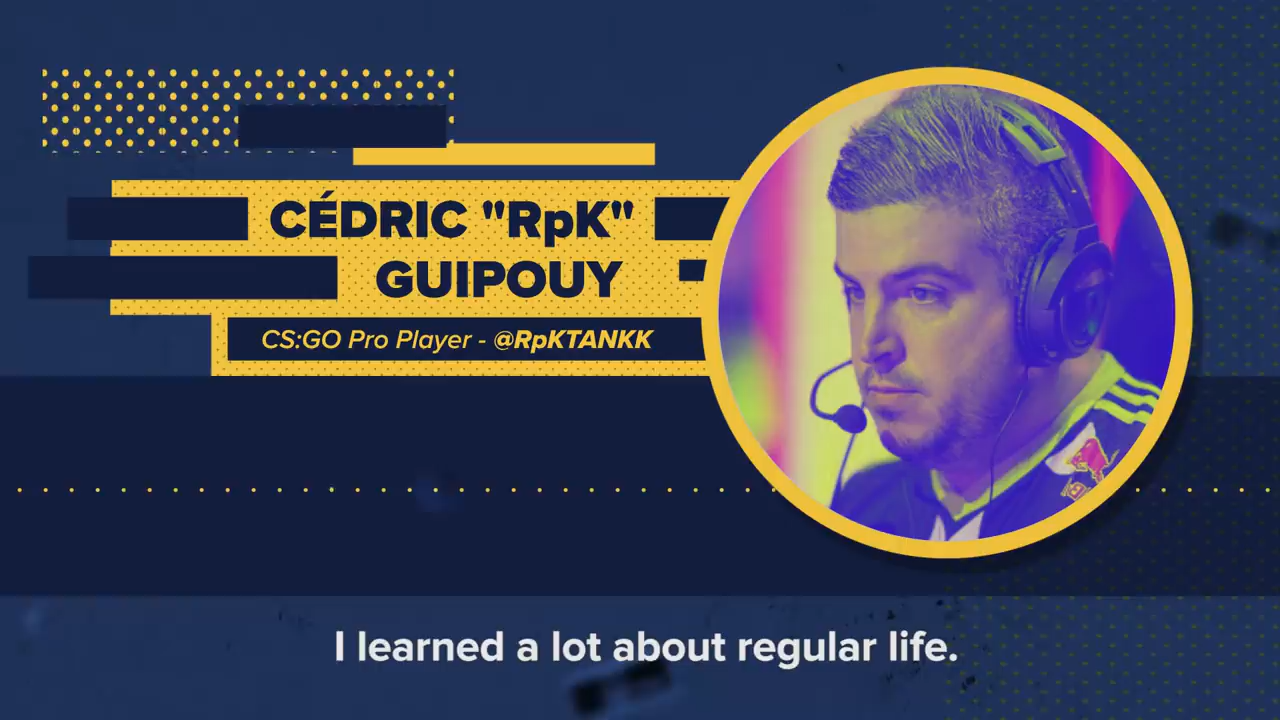 CÉDRIC "RpK"
GUIPOUY
CS:GO Pro Player - @RpKTANKK
I learned a lot about regular life.